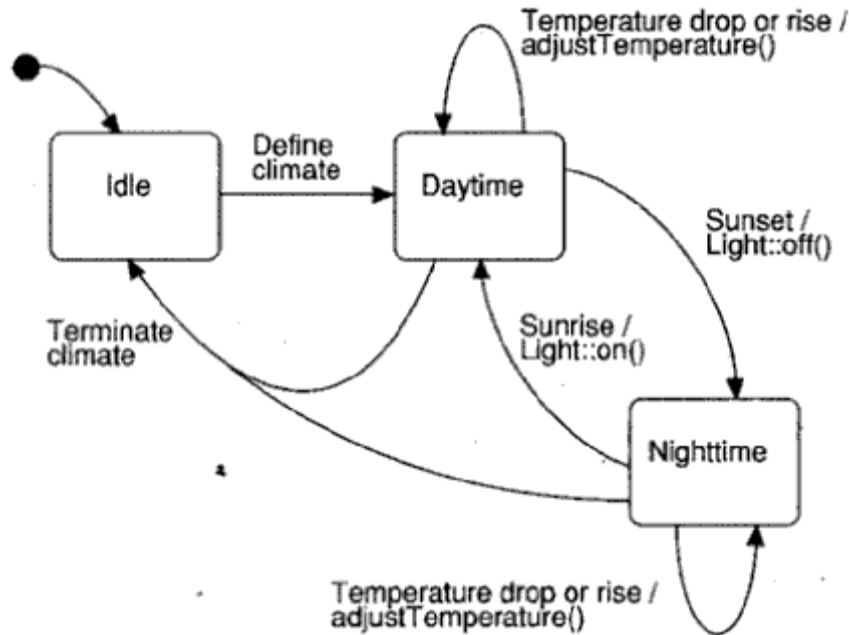 Temperature drop or rise /
adjustTemperature()
Define
climate
Idle
Daytime
Sunset /
Light::off()
Sunrise /
Light::on()
Terminate
climate
Nighttime
Temperature drop or rise /
adjustTemperature()